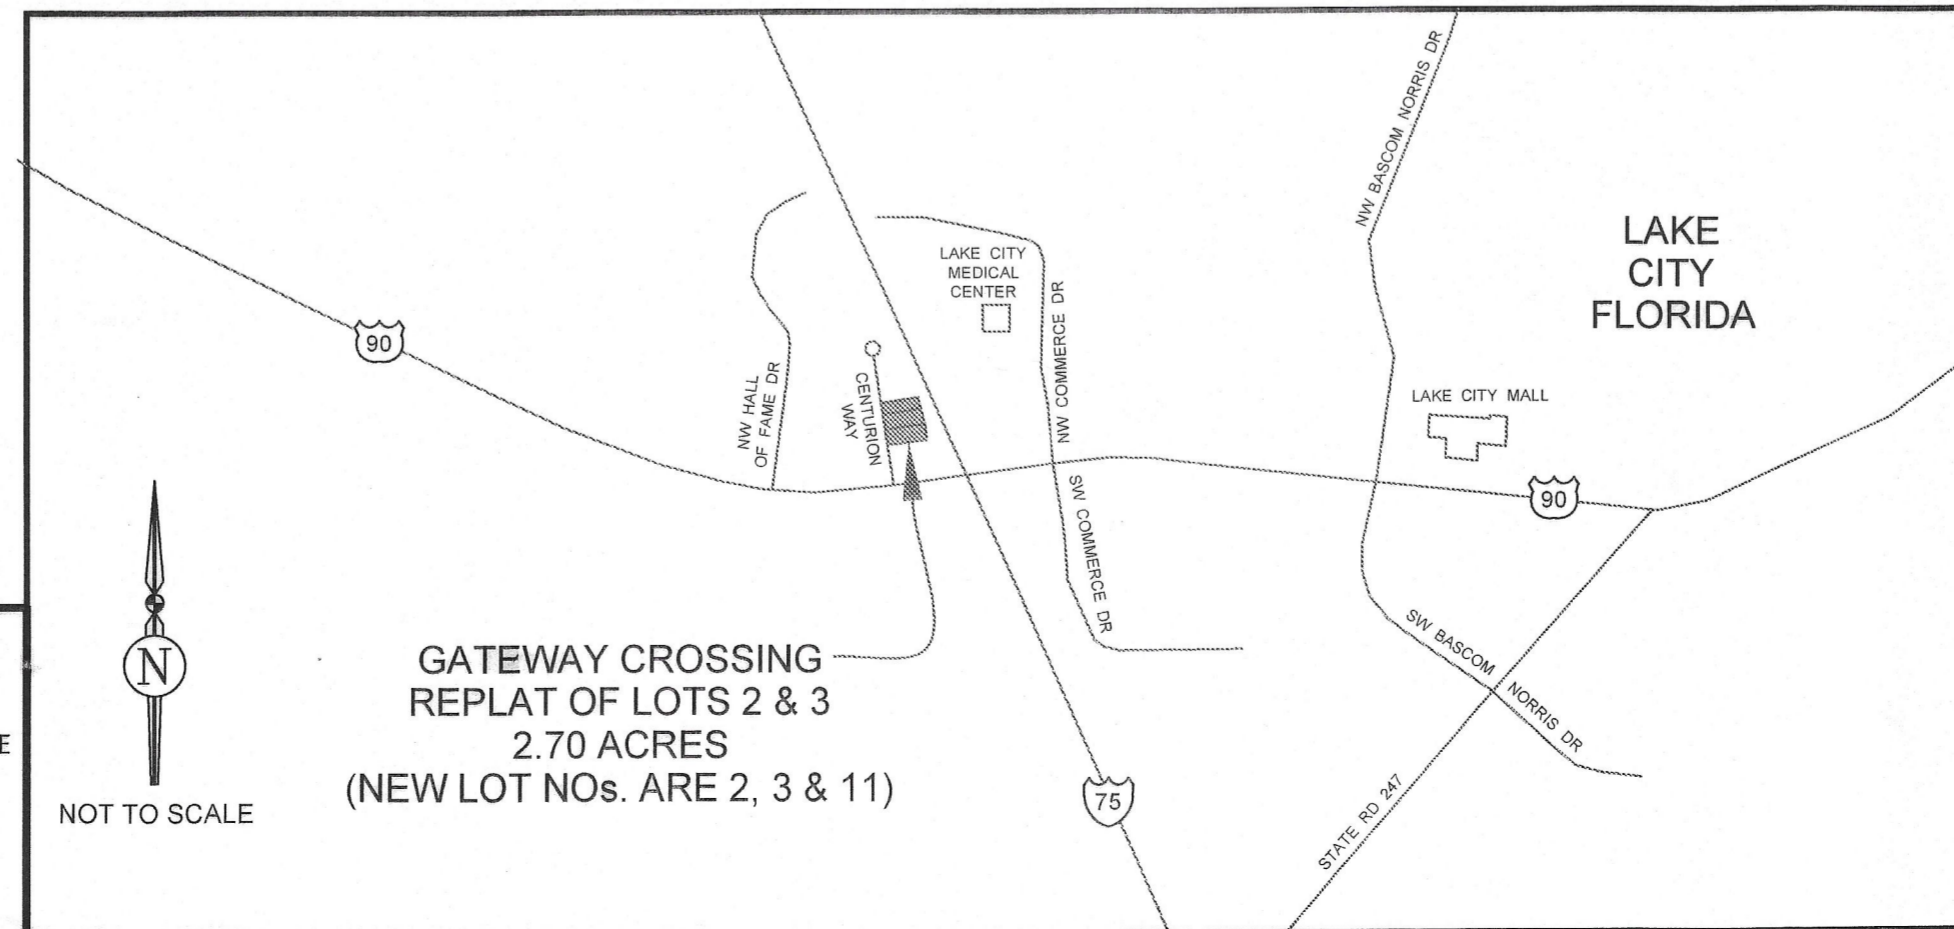 NW BASCOM NORRIS DR
LAKE
CITY
FLORIDA
LAKE CITY
MEDICAL
CENTER
NW COMMERCE DR
90
NW HALL
OF FAME DR
CENTURION
WAY
LAKE CITY MALL
90
SW COMMERCE DR
N
NOT TO SCALE
GATEWAY CROSSING
REPLAT OF LOTS 2 & 3
2.70 ACRES
(NEW LOT NOs. ARE 2, 3 & 11)
SW BASCOM NORRIS DR
75
STATE RD 247
E